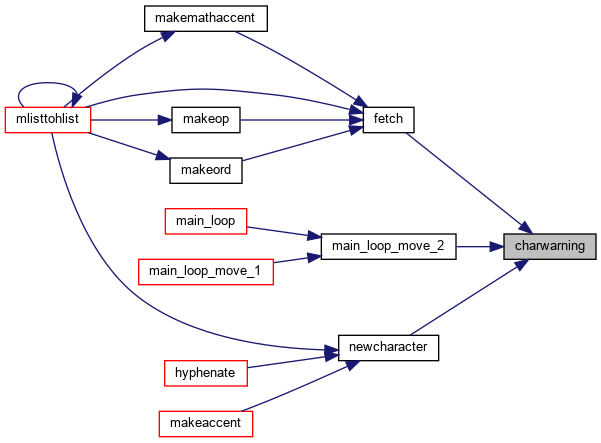 makemathaccent
mlisttohlist
makeop
fetch
makeord
main_loop
main_loop_move_2
charwarning
main_loop_move_1
newcharacter
hyphenate
makeaccent